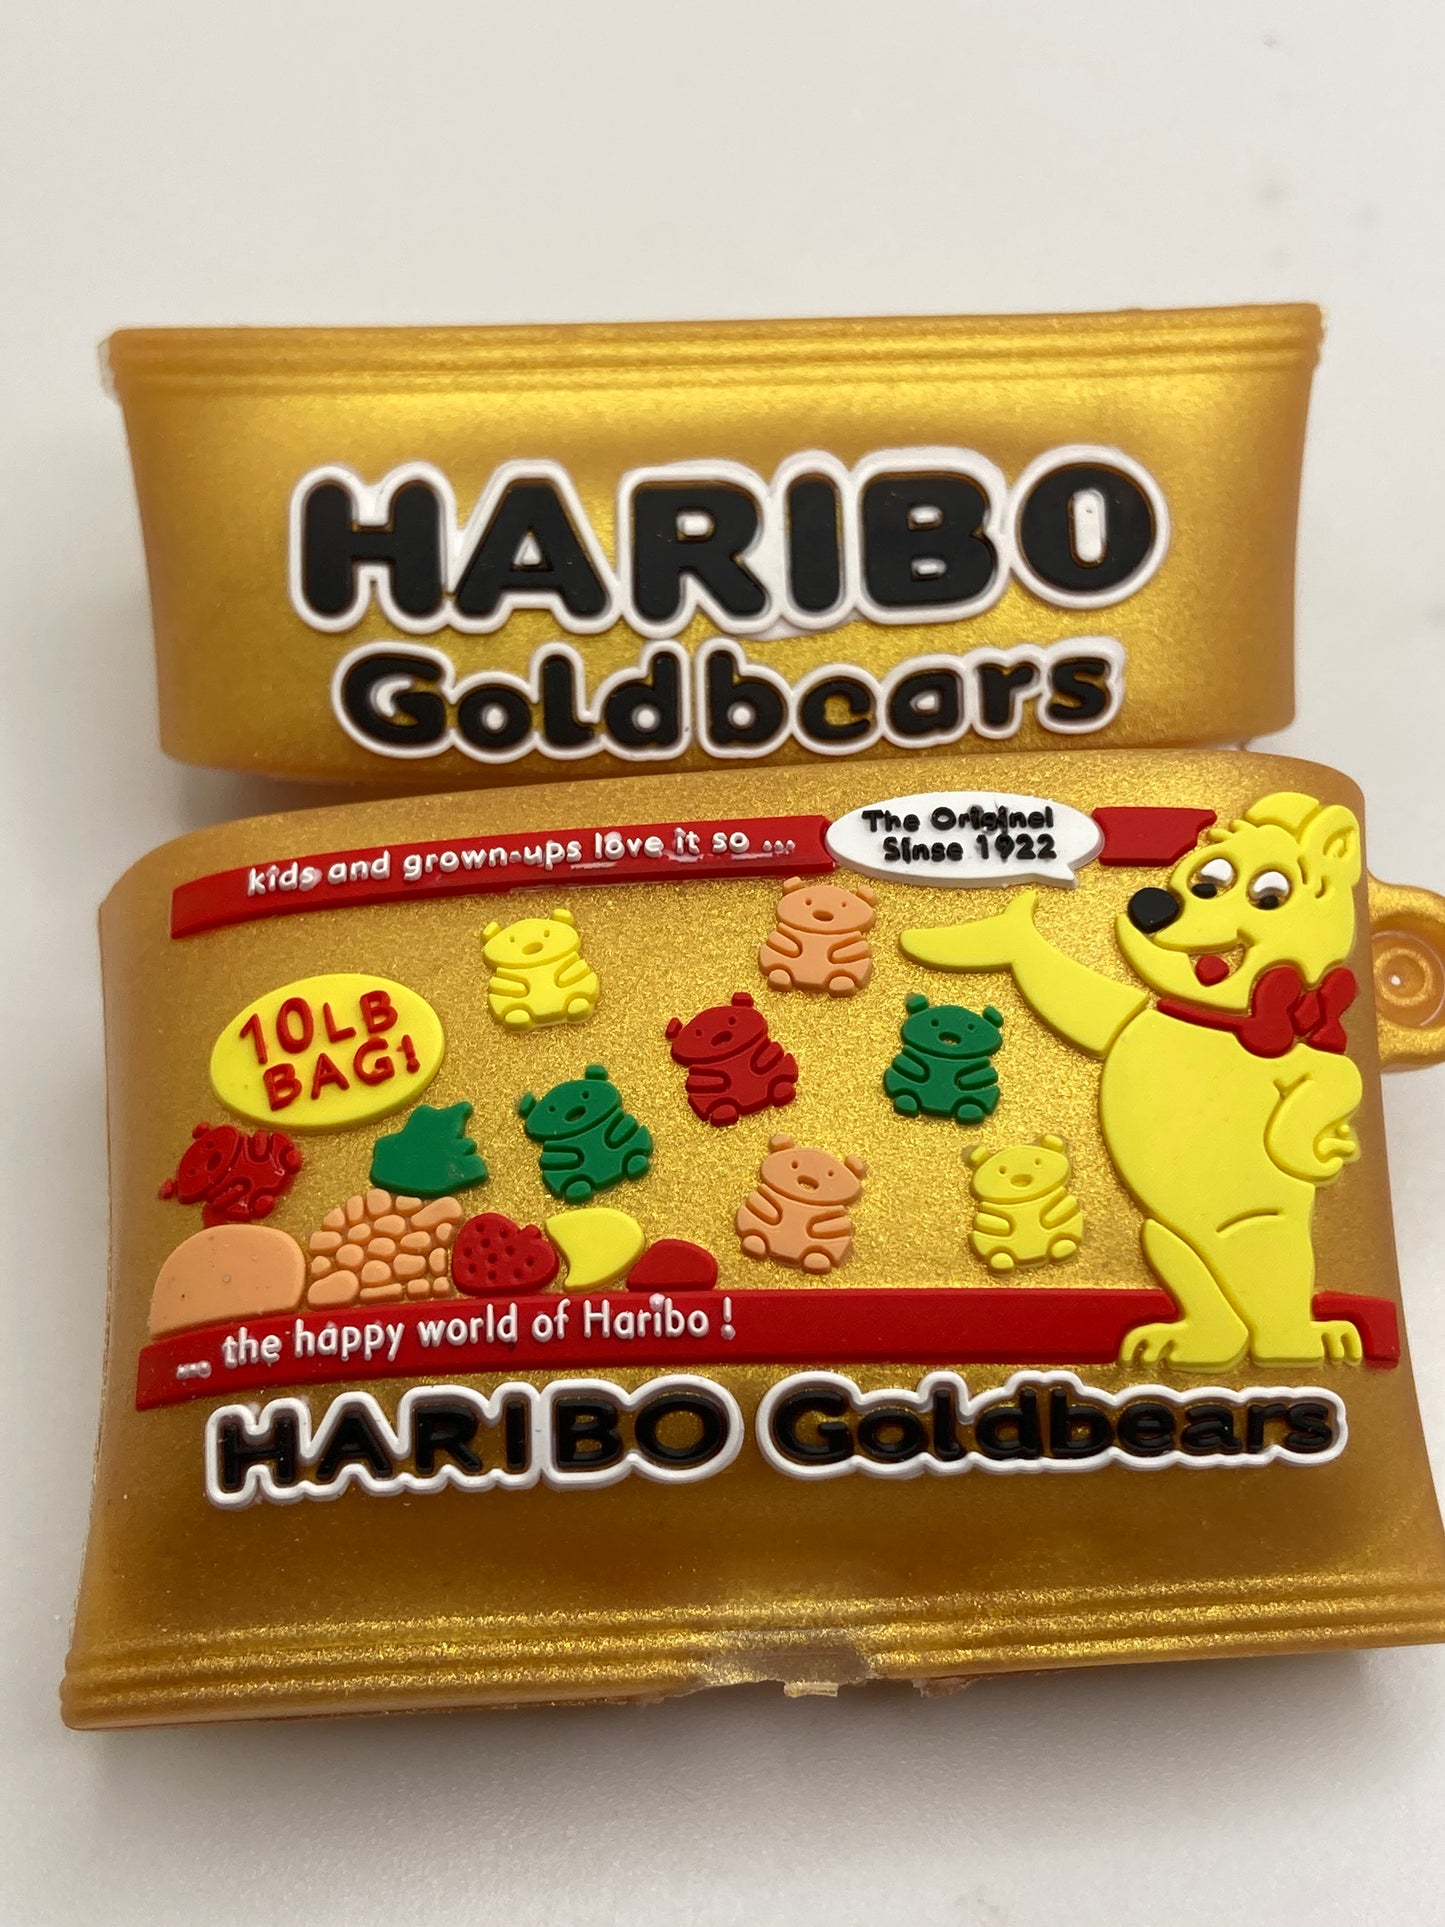 HARIBO
Goldbears
kids and grown-ups love it so ...
The Originel
Sinse 1922
10LB
BAG!
... the happy world of Haribo !
HARIBO Goldbears